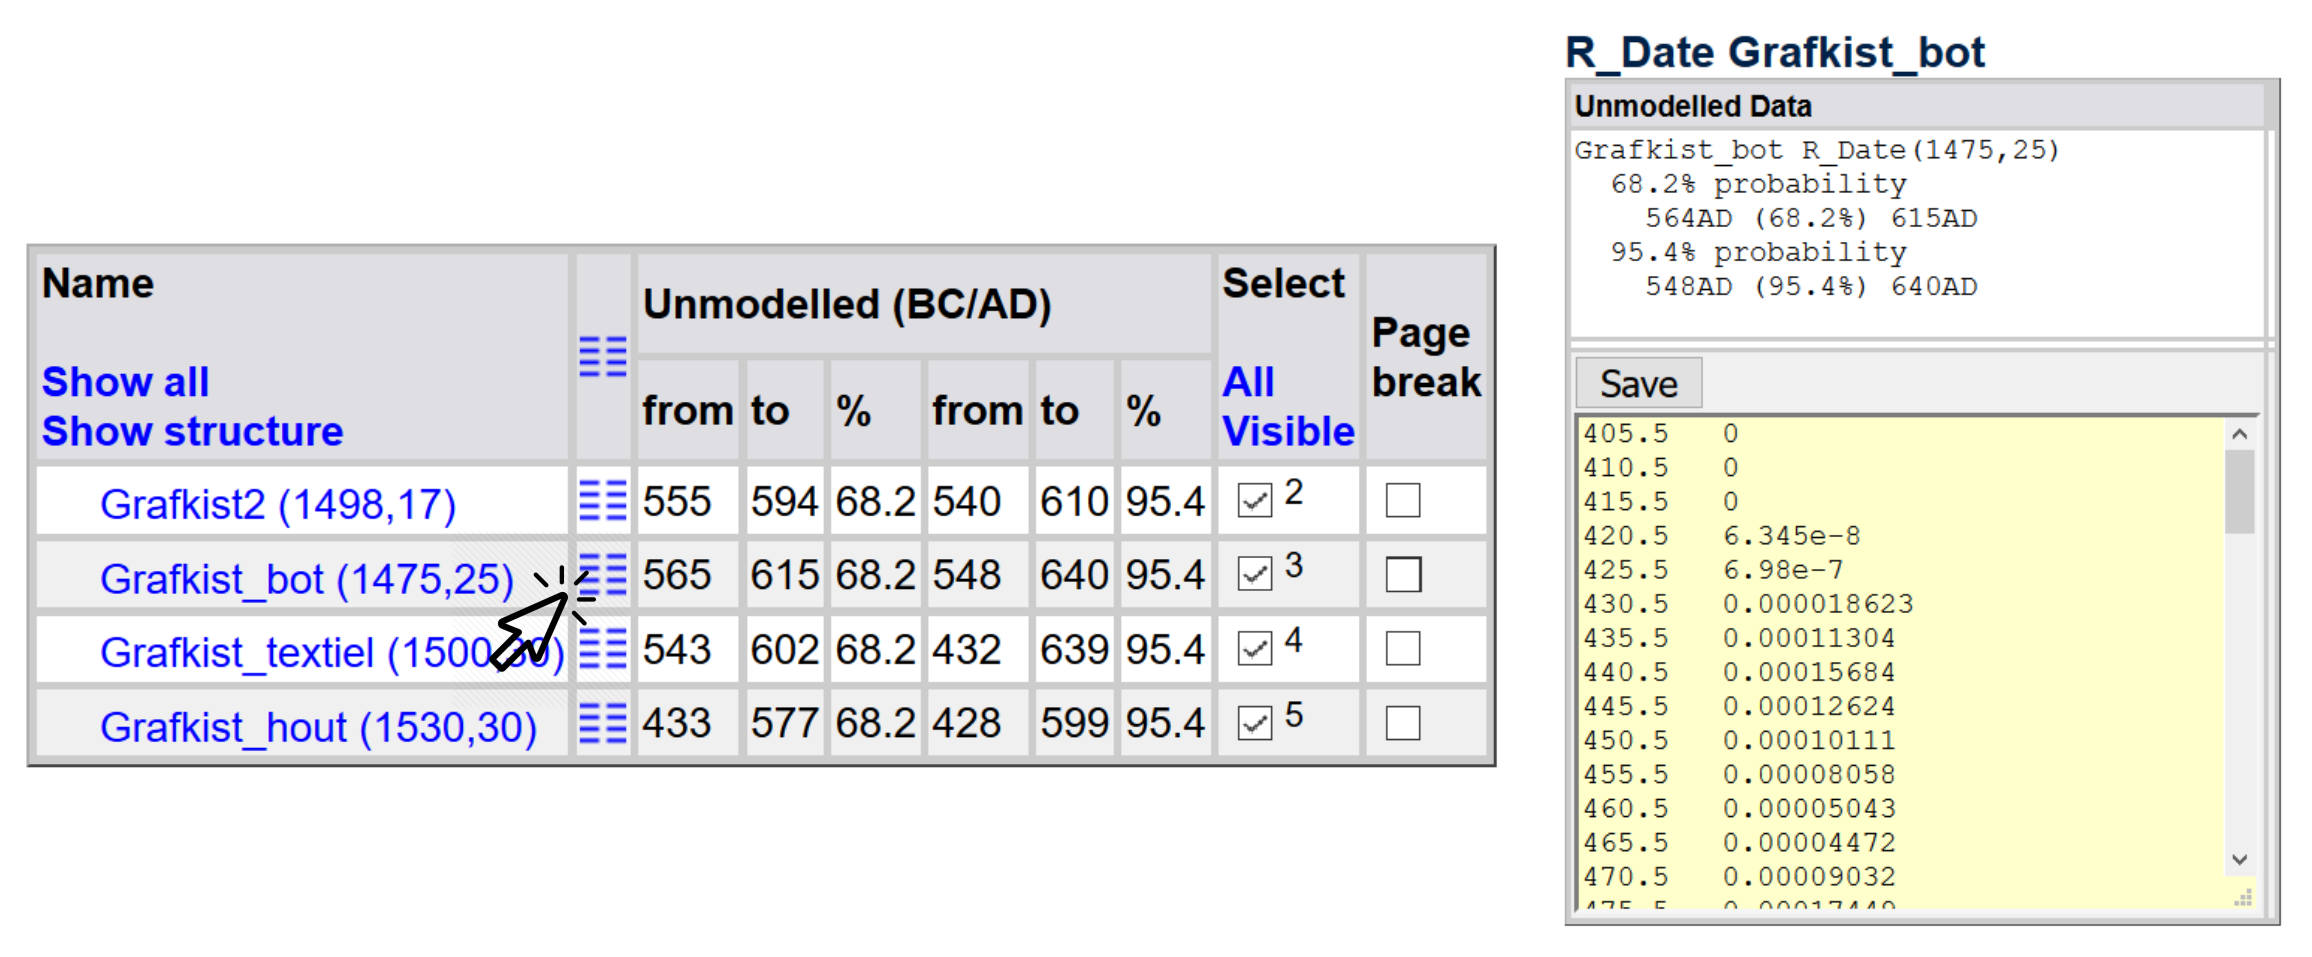 Name
Show all
Show structure
Unmodelled (BC/AD)
Select
All
Visible
Page
break
from to % from to %
Grafkist2 (1498,17) 555 594 68.2 540 610 95.4 2
Grafkist_bot (1475,25) 565 615 68.2 548 640 95.4 3
Grafkist_textiel (1500,30) 543 602 68.2 432 639 95.4 4
Grafkist_hout (1530,30) 433 577 68.2 428 599 95.4 5
R_Date Grafkist_bot
Unmodelled Data
Grafkist_bot R_Date(1475,25)
68.2% probability
564AD (68.2%) 615AD
95.4% probability
548AD (95.4%) 640AD
Save
405.5 0
410.5 0
415.5 0
420.5 6.345e-8
425.5 6.98e-7
430.5 0.000018623
435.5 0.00011304
440.5 0.00015684
445.5 0.00012624
450.5 0.00010111
455.5 0.00008058
460.5 0.00005043
465.5 0.00004472
470.5 0.00009032
475.5 0.00017449